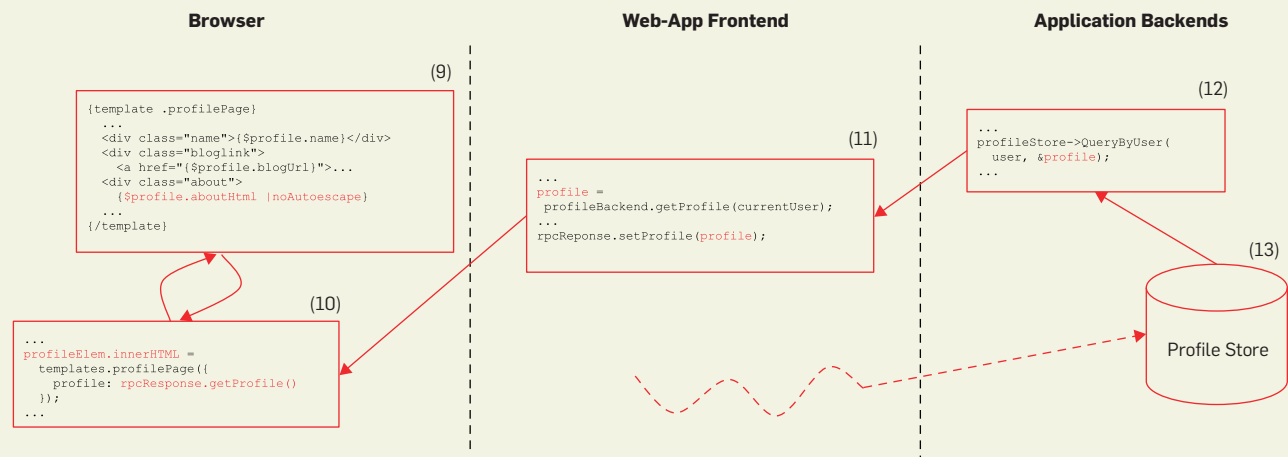 Browser
Web-App Frontend
Application Backends
(9)
{template .profilePage}
...
<div class="name">{$profile.name}</div>
<div class="bloglink">
<a href="{$profile.blogUrl}">...
<div class="about">
{$profile.aboutHtml |noAutoescape}
...
{/template}
(10)
...
profileElem.innerHTML =
templates.profilePage({
profile: rpcResponse.getProfile()
});
...
(11)
...
profile =
profileBackend.getProfile(currentUser);
...
rpcReponse.setProfile(profile);
(12)
...
profileStore->QueryByUser(
user, &profile);
...
(13)
Profile Store